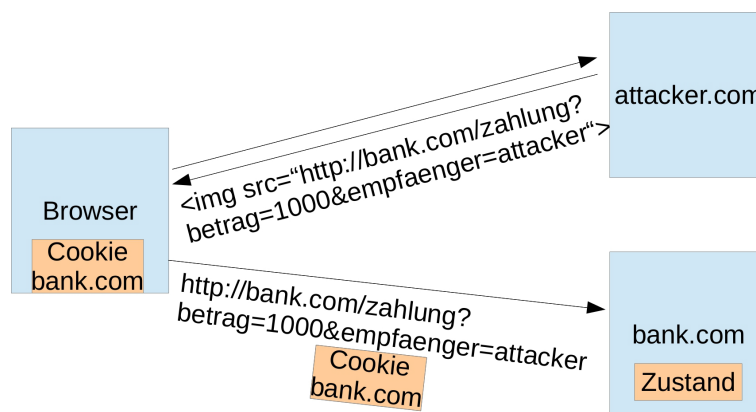 attacker.com
<img src=“http://bank.com/zahlung?
betrag=1000&empfaenger=attacker“>
Browser
Cookie
bank.com
http://bank.com/zahlung?
betrag=1000&empfaenger=attacker
Cookie
bank.com
bank.com
Zustand